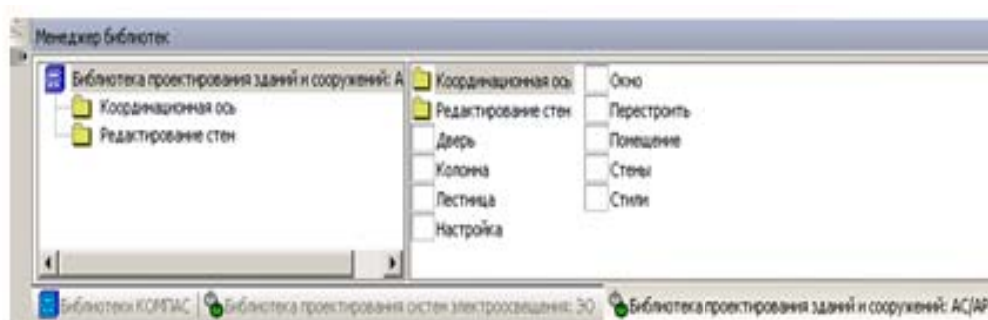 Менеджер библиотек
Библиотека проектирования зданий и сооружений: А
Координационная ось
Редактирование стен
Координационная ось
Редактирование стен
Дверь
Колонна
Лестница
Настройка
Окно
Перестроить
Помещение
Стены
Стили
Библиотеки КОМПАС
Библиотека проектирования систем электроосвещения: ЭО
Библиотека проектирования зданий и сооружений: АС/АР